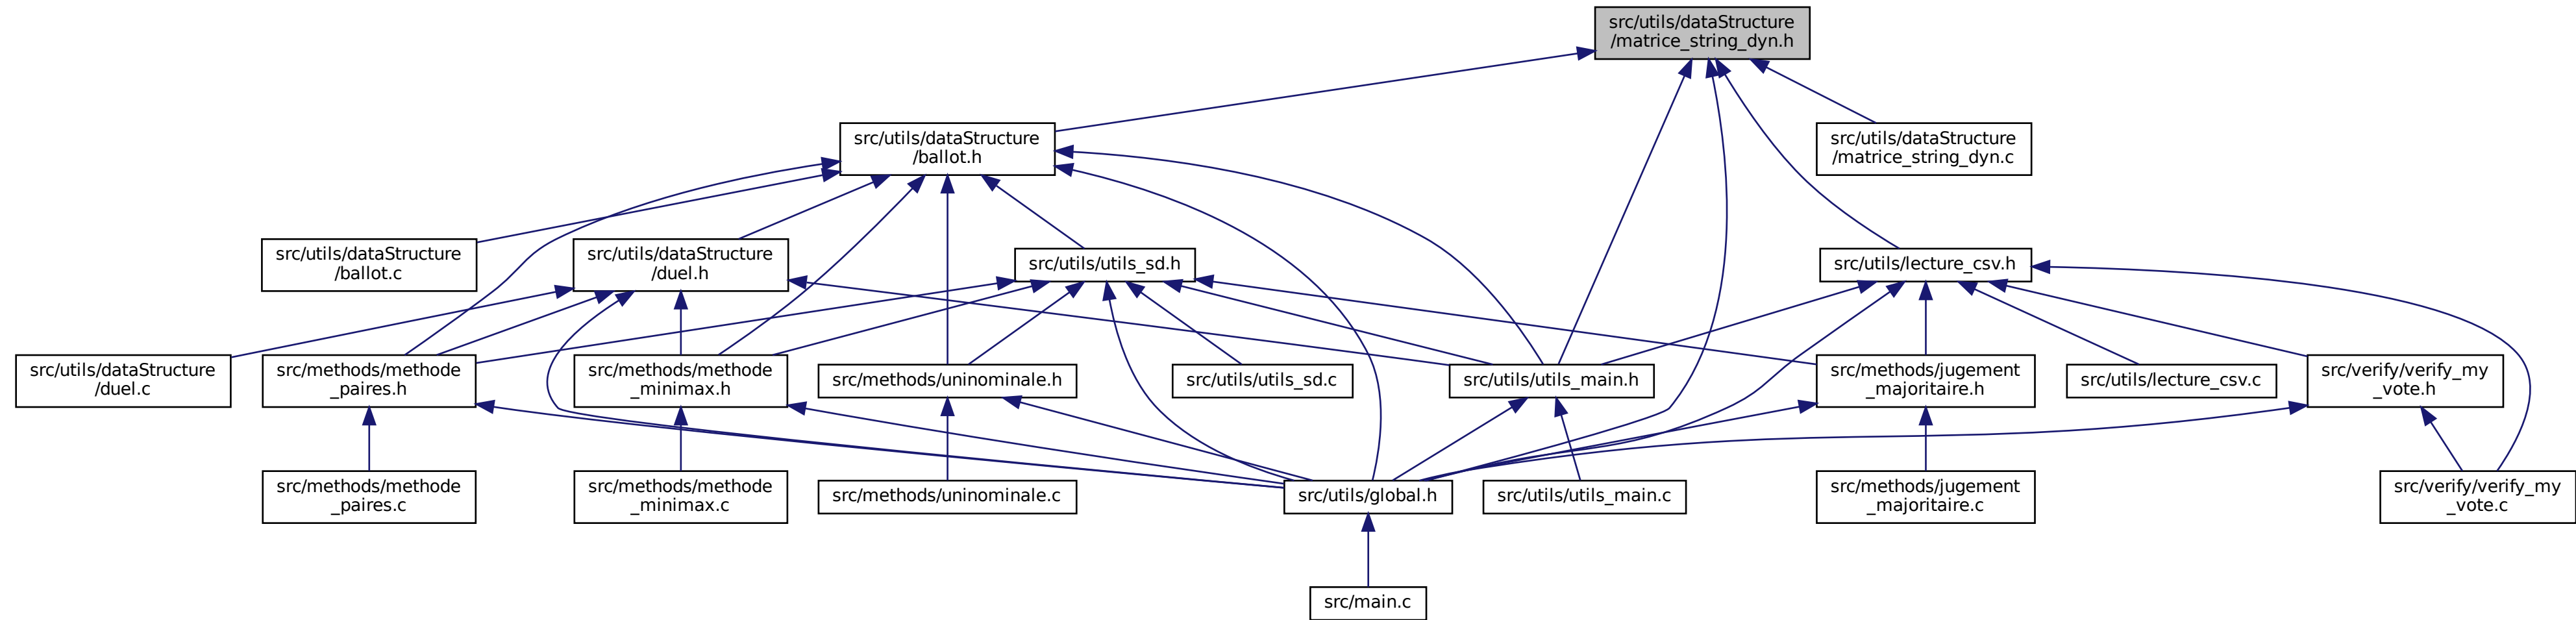 src/utils/dataStructure
/matrice_string_dyn.h
src/utils/dataStructure
/ballot.h
src/utils/dataStructure
/matrice_string_dyn.c
src/utils/dataStructure
/ballot.c
src/utils/dataStructure
/duel.h
src/utils/utils_sd.h
src/utils/lecture_csv.h
src/utils/dataStructure
/duel.c
src/methods/methode
_paires.h
src/methods/methode
_minimax.h
src/methods/uninominale.h
src/utils/utils_sd.c
src/utils/utils_main.h
src/methods/jugement
_majoritaire.h
src/utils/lecture_csv.c
src/verify/verify_my
_vote.h
src/methods/methode
_paires.c
src/methods/methode
_minimax.c
src/methods/uninominale.c
src/utils/global.h
src/utils/utils_main.c
src/methods/jugement
_majoritaire.c
src/verify/verify_my
_vote.c
src/main.c